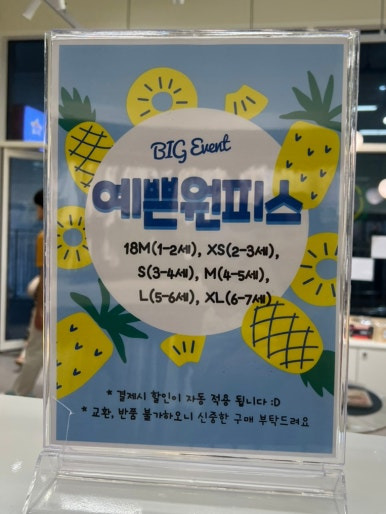 BIG Event
예쁜원피스
18M(1-2세), XS(2-3세),
S(3-4세), M(4-5세),
L(5-6세), XL(6-7세)
* 결제시 할인이 자동 적용 됩니다 :D
* 교환, 반품 불가하오니 신중한 구매 부탁드려요